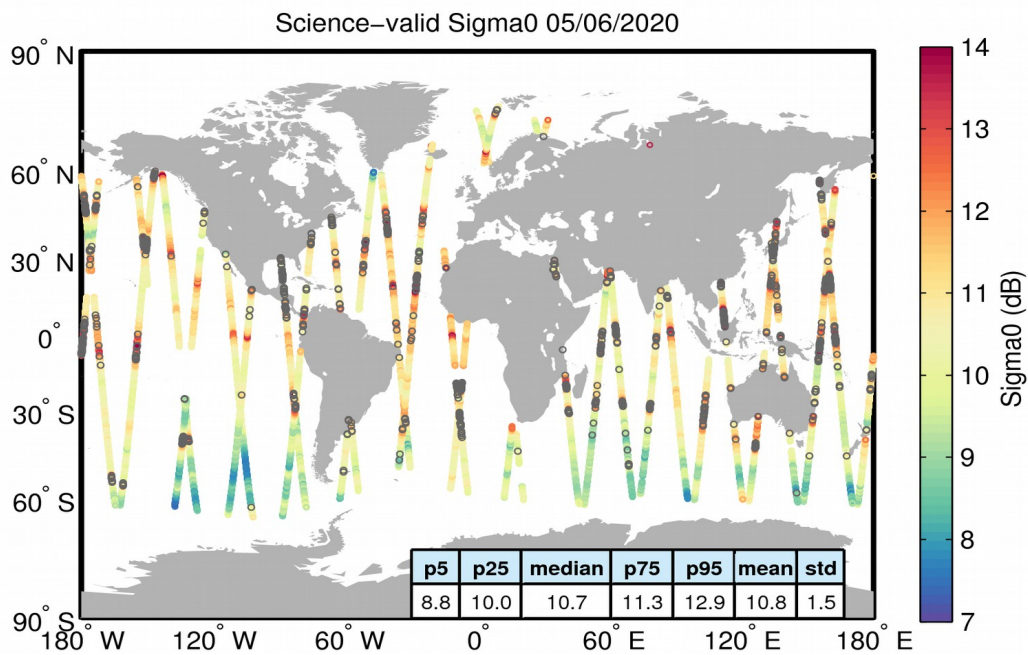 Science−valid Sigma0 05/06/2020
90° N
60° N
30° N
0°
30° S
60° S
90° S
180° W
120° W
60° W
0°
60° E
120° E
180° E
14
13
12
11
10
9
8
7
Sigma0 (dB)
p5 p25 median p75 p95 mean std
8.8 10.0 10.7 11.3 12.9 10.8 1.5